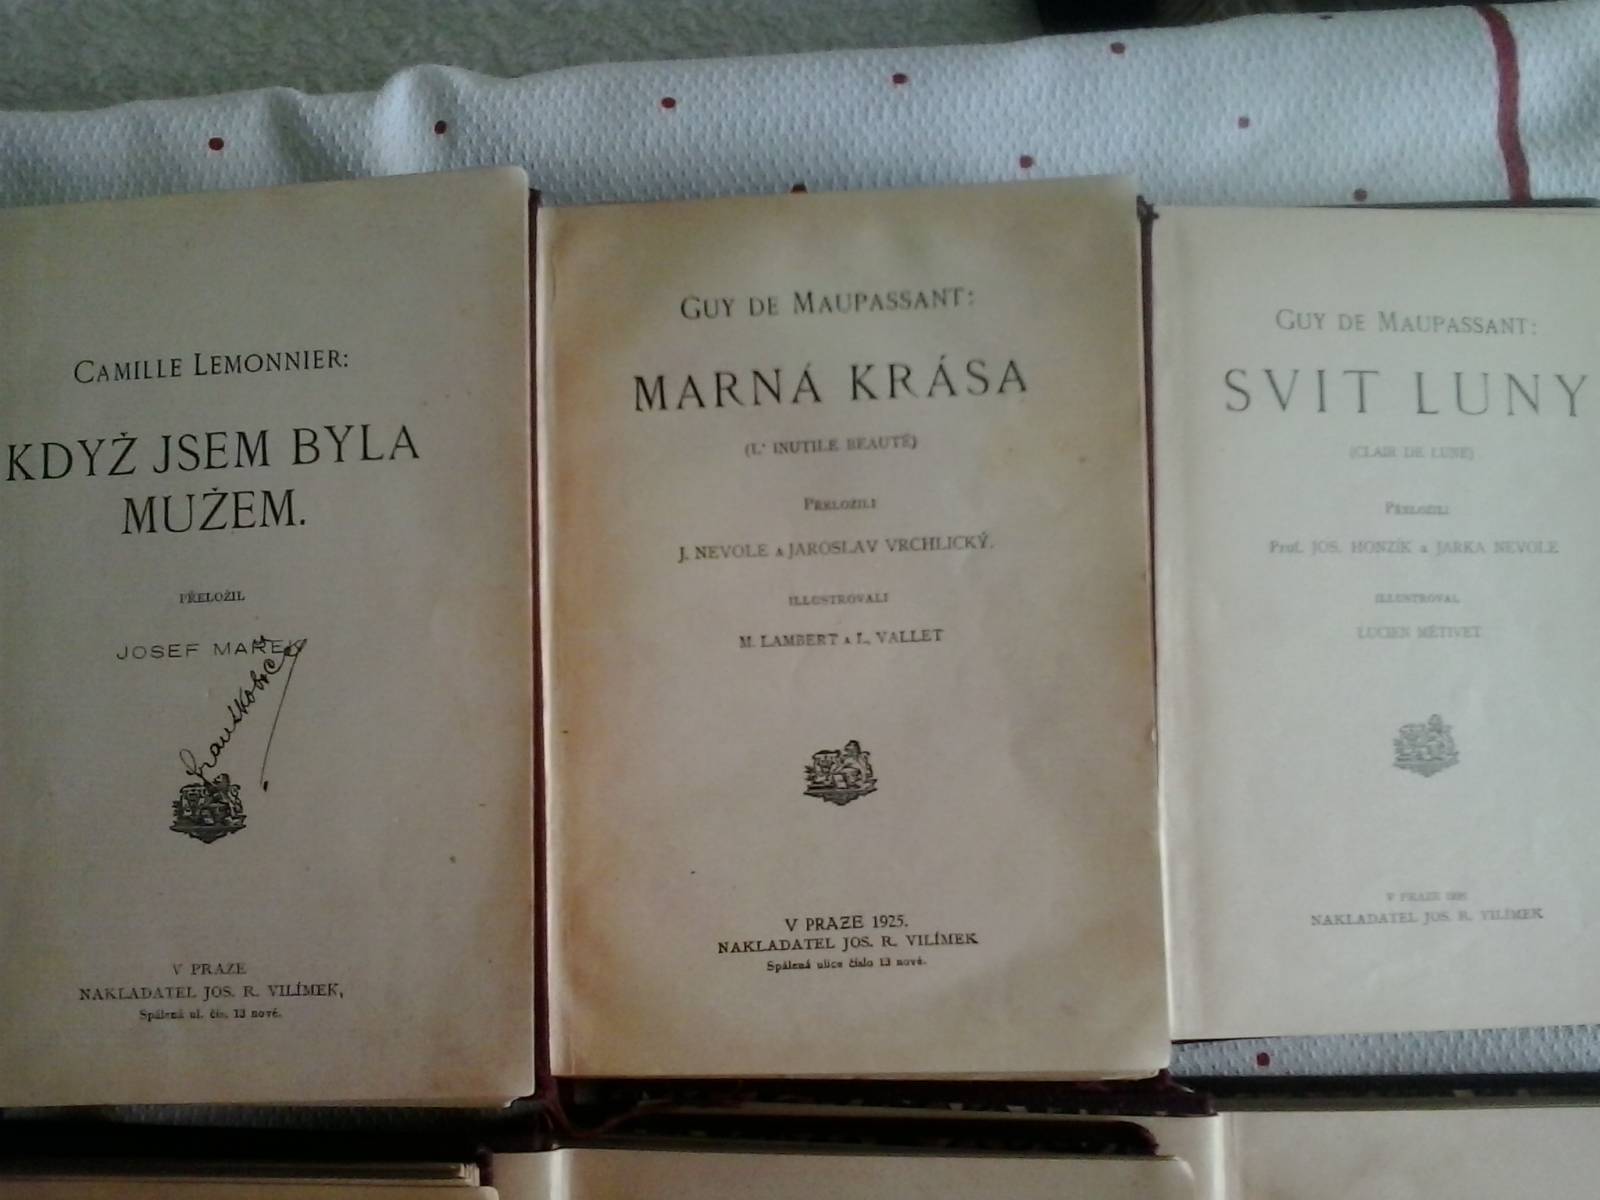 CAMILLE LEMONNIER:
KDYŽ JSEM BYLA
MUŽEM.
PŘELOŽIL
JOSEF MAREK
V PRAZE
NAKLADATEL JOS. R. VILÍMEK,
Spálená ul. čís. 13 nové.
GUY DE MAUPASSANT:
MARNÁ KRÁSA
(L' INUTILE BEAUTÉ)
PŘELOŽILI
J. NEVOLE A JAROSLAV VRCHLICKÝ.
ILLUSTROVALI
M. LAMBERT A L. VALLET
V PRAZE 1925.
NAKLADATEL JOS. R. VILÍMEK
Spálená ulice číslo 13 nové.
GUY DE MAUPASSANT:
SVIT LUNY
(CLAIR DE LUNE)
PŘELOŽILI
Prof. JOS. HONZÍK a JARKA NEVOLE
ILLUSTROVAL
LUCIEN MÉTIVET
V PRAZE
NAKLADATEL JOS. R. VILÍMEK